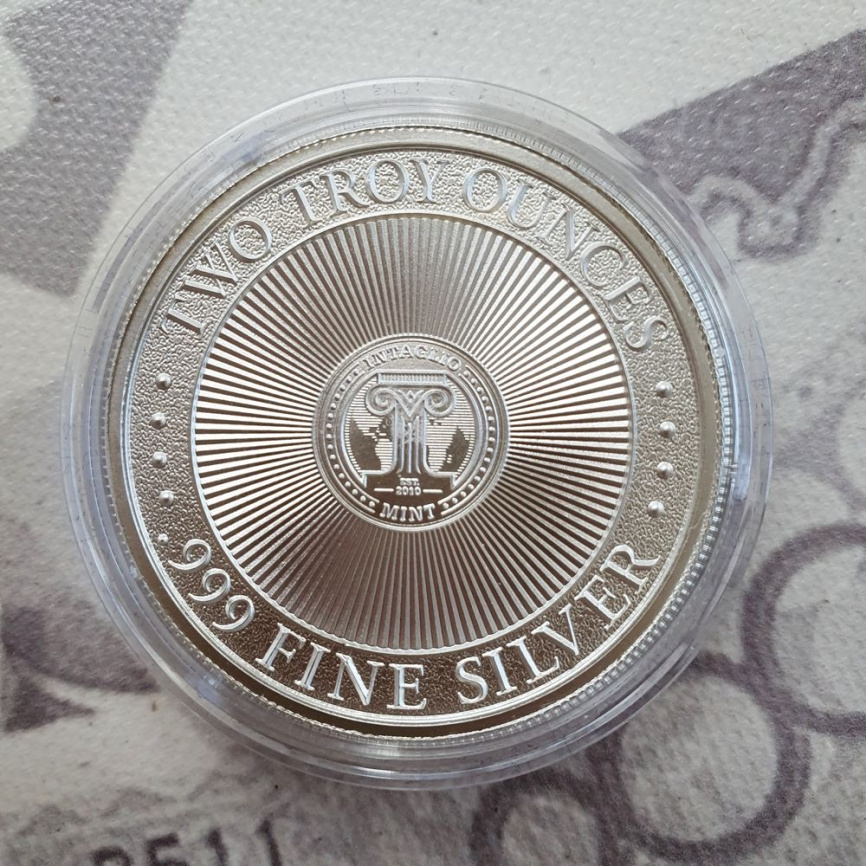 TWO TROY OUNCES
INTAGLIO
EST.
2010
MINT
.999 FINE SILVER